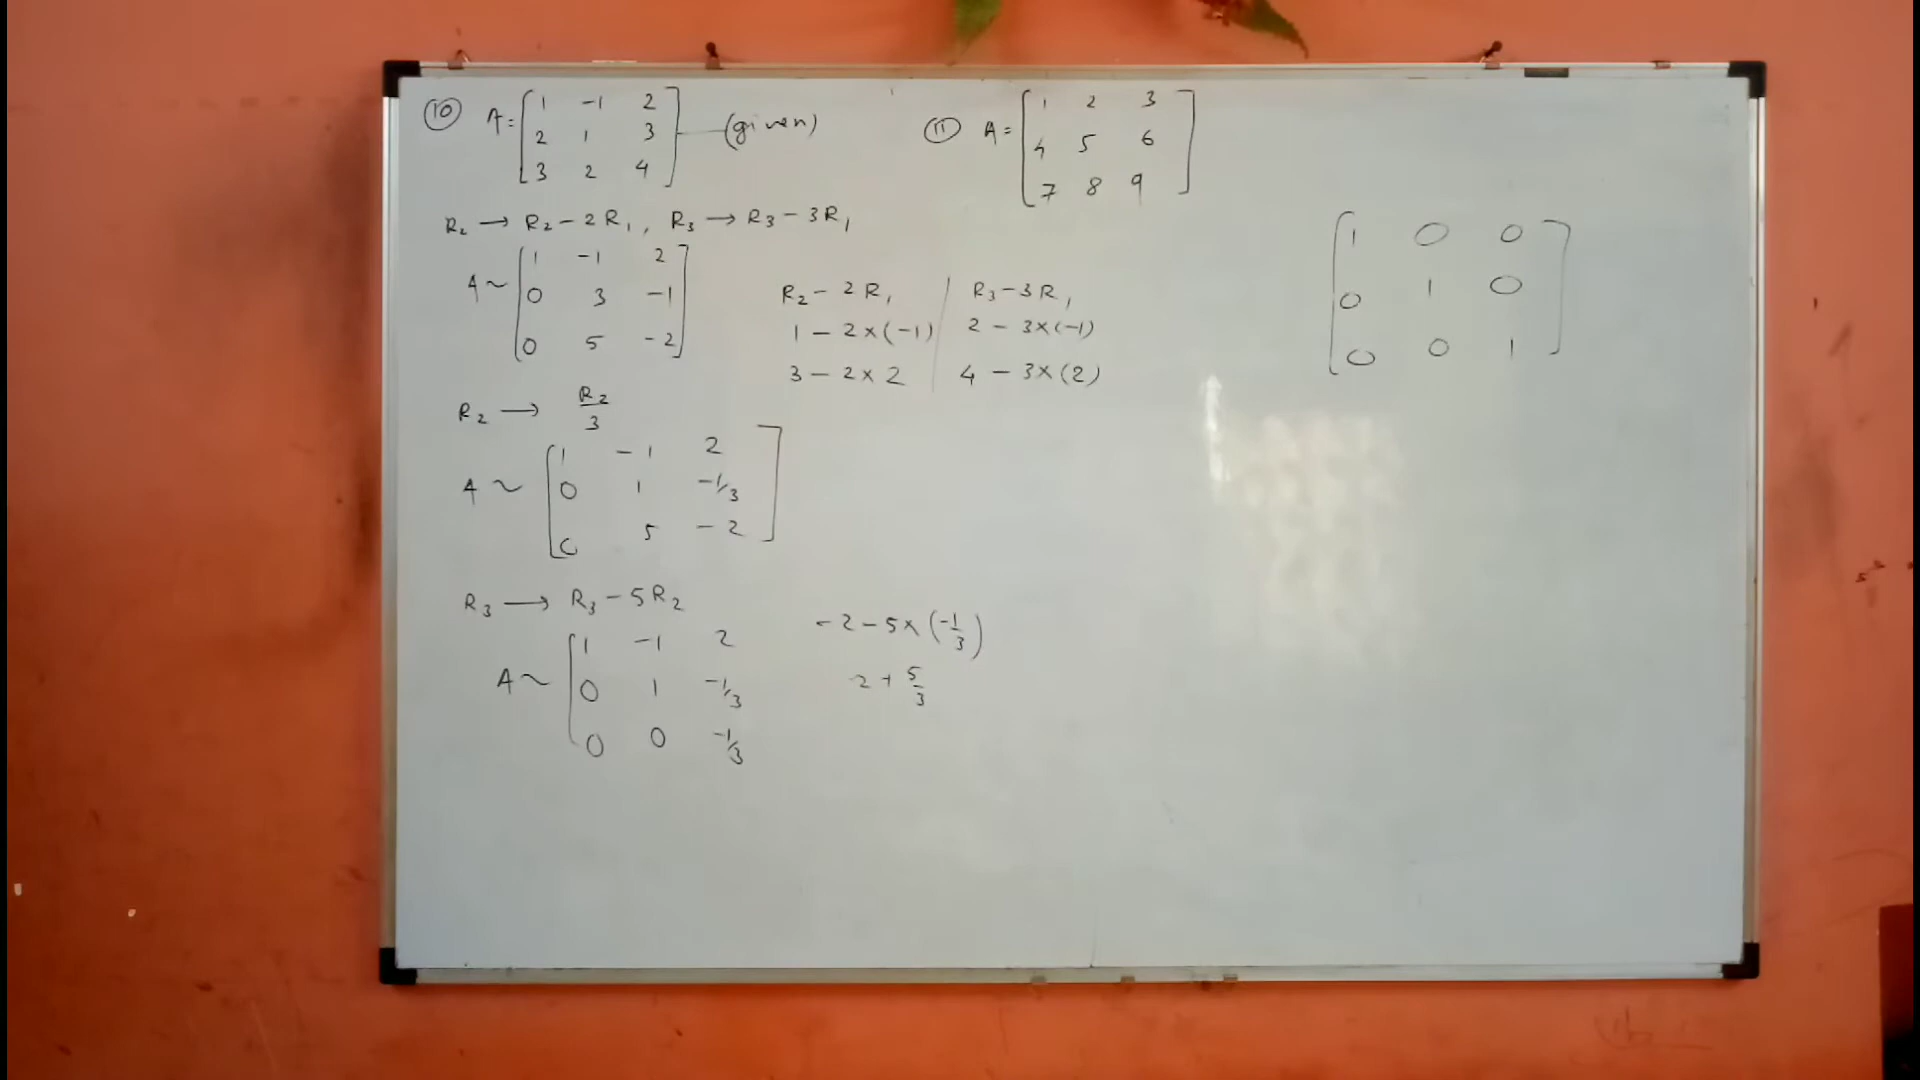 ⑩ A = [ 1 -1 2
2 1 3
3 2 4 ] — (given)
R₂ → R₂ - 2R₁, R₃ → R₃ - 3R₁
A ~ [ 1 -1 2
0 3 -1
0 5 -2 ]
R₂ - 2R₁
1 - 2×(-1)
3 - 2×2
R₃ - 3R₁
2 - 3×(-1)
4 - 3×(2)
R₂ → R₂/3
A ~ [ 1 -1 2
0 1 -1/3
0 5 -2 ]
R₃ → R₃ - 5R₂
A ~ [ 1 -1 2
0 1 -1/3
0 0 -1/3
-2 - 5×(-1/3)
-2 + 5/3
⑪ A = [ 1 2 3
4 5 6
7 8 9 ]
[ 1 0 0
0 1 0
0 0 1 ]